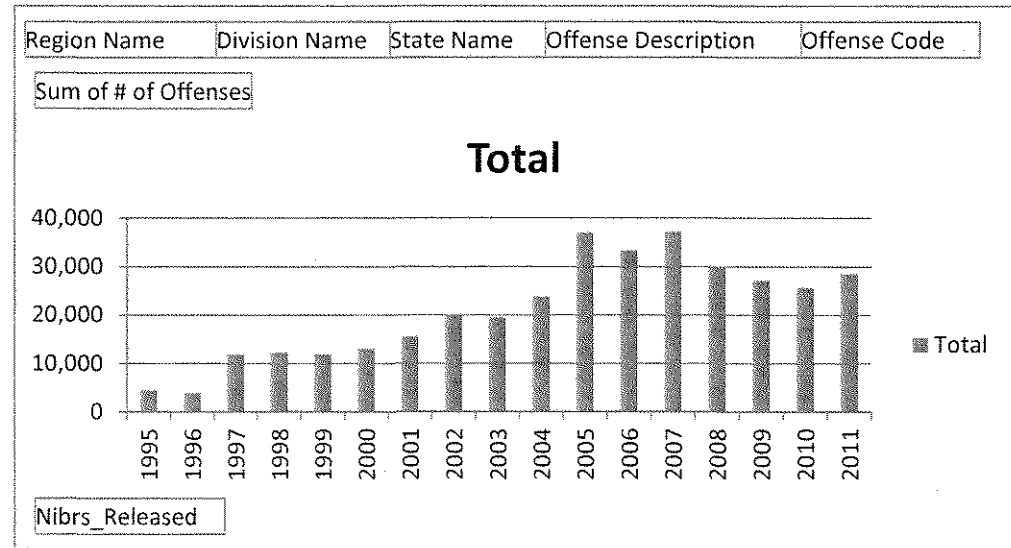 Region Name Division Name State Name Offense Description Offense Code
Sum of # of Offenses
Total
40,000
30,000
20,000
10,000
0
Total
1995 1996 1997 1998 1999 2000 2001 2002 2003 2004 2005 2006 2007 2008 2009 2010 2011
Nibrs_Released